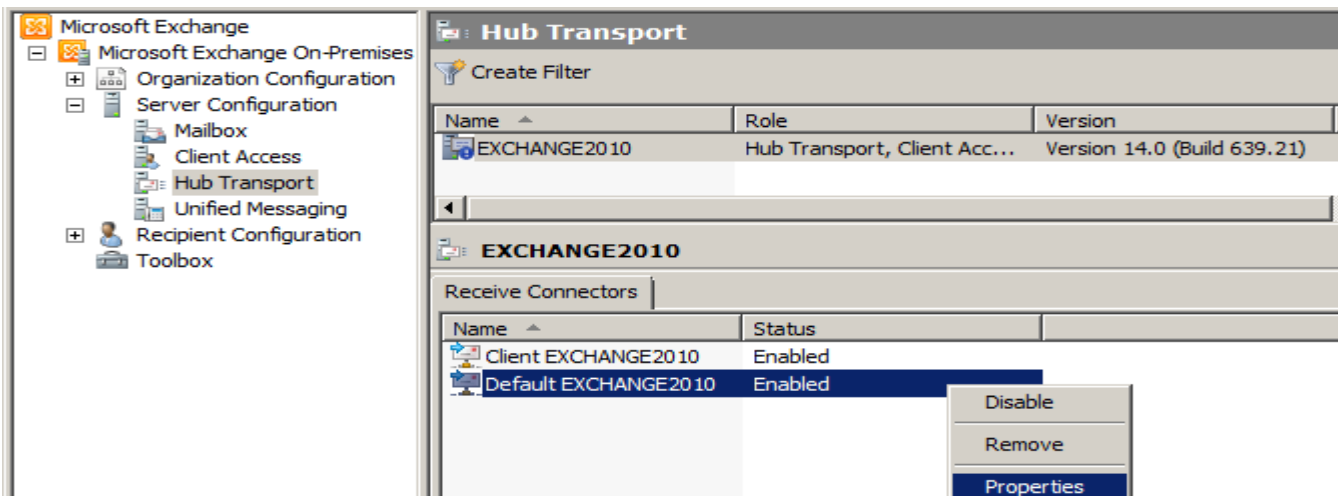 Microsoft Exchange
Microsoft Exchange On-Premises
Organization Configuration
Server Configuration
Mailbox
Client Access
Hub Transport
Unified Messaging
Recipient Configuration
Toolbox
Hub Transport
Create Filter
Name Role Version
EXCHANGE2010 Hub Transport, Client Acc... Version 14.0 (Build 639.21)
EXCHANGE2010
Receive Connectors
Name Status
Client EXCHANGE2010 Enabled
Default EXCHANGE2010 Enabled
Disable
Remove
Properties